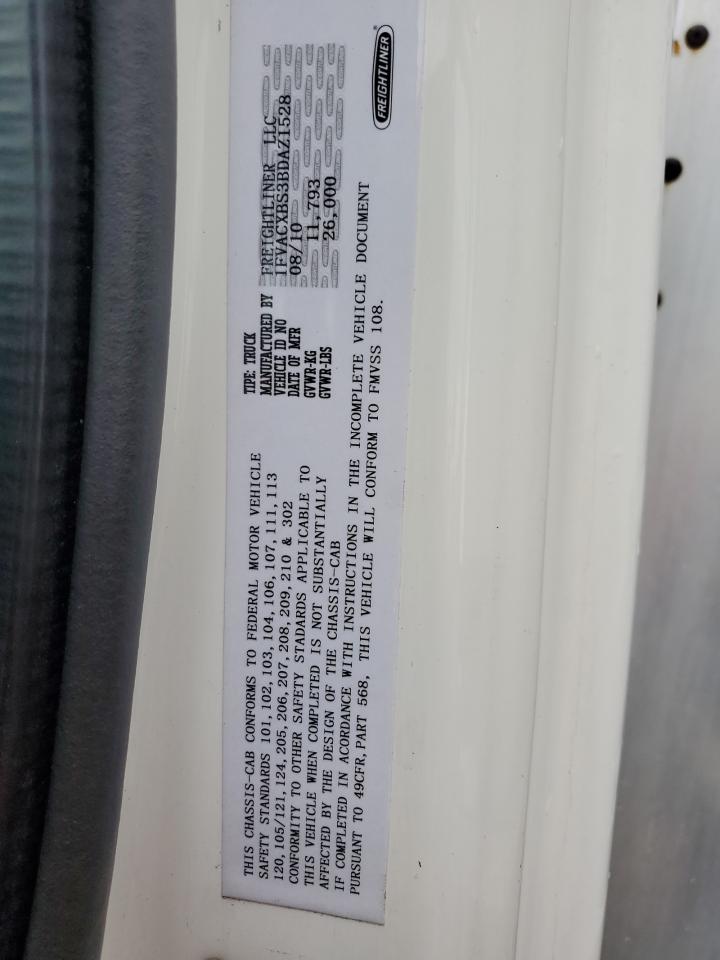 THIS CHASSIS-CAB CONFORMS TO FEDERAL MOTOR VEHICLE
SAFETY STANDARDS 101, 102, 103, 104, 106, 107, 111, 113
120, 105/121, 124, 205, 206, 207, 208, 209, 210 & 302
CONFORMITY TO OTHER SAFETY STADARDS APPLICABLE TO
THIS VEHICLE WHEN COMPLETED IS NOT SUBSTANTIALLY
AFFECTED BY THE DESIGN OF THE CHASSIS-CAB
IF COMPLETED IN ACORDANCE WITH INSTRUCTIONS IN THE INCOMPLETE VEHICLE DOCUMENT
PURSUANT TO 49CFR, PART 568, THIS VEHICLE WILL CONFORM TO FMVSS 108.
TIPE: TRUCK
MANUFACTURED BY FREIGHTLINER LLC
VEHICLE ID NO 1FVACXBS3BDAZ1528
DATE OF MFR 08/10
GVWR-KG 11,793
GVWR-LBS 26,000
FREIGHTLINER®